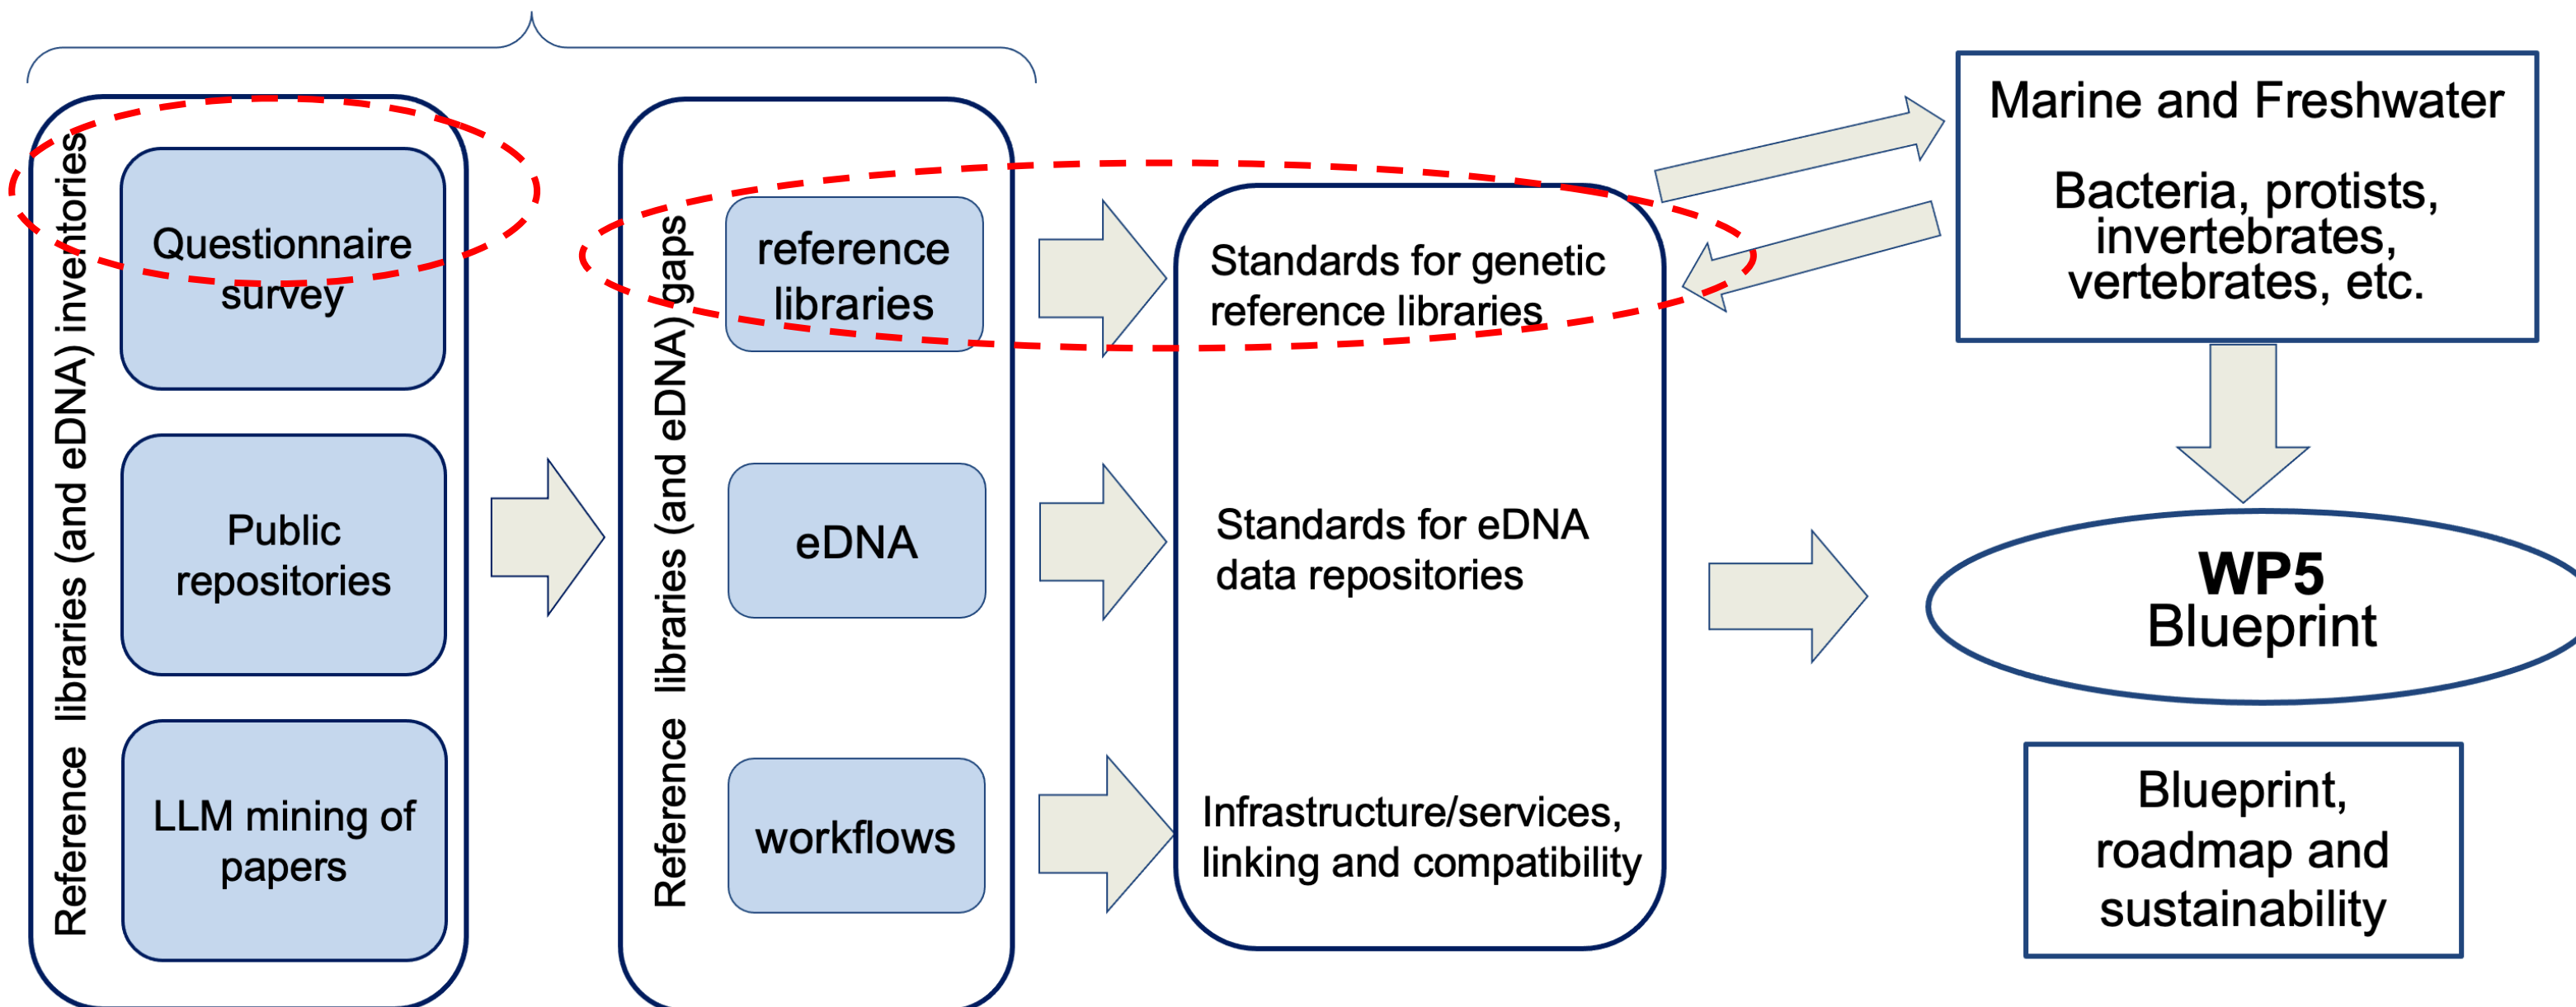 Reference libraries (and eDNA) inventories
Questionnaire
survey
Public
repositories
LLM mining of
papers
Reference libraries (and eDNA) gaps
reference
libraries
eDNA
workflows
Standards for genetic
reference libraries
Standards for eDNA
data repositories
Infrastructure/services,
linking and compatibility
Marine and Freshwater
Bacteria, protists,
invertebrates,
vertebrates, etc.
WP5
Blueprint
Blueprint,
roadmap and
sustainability